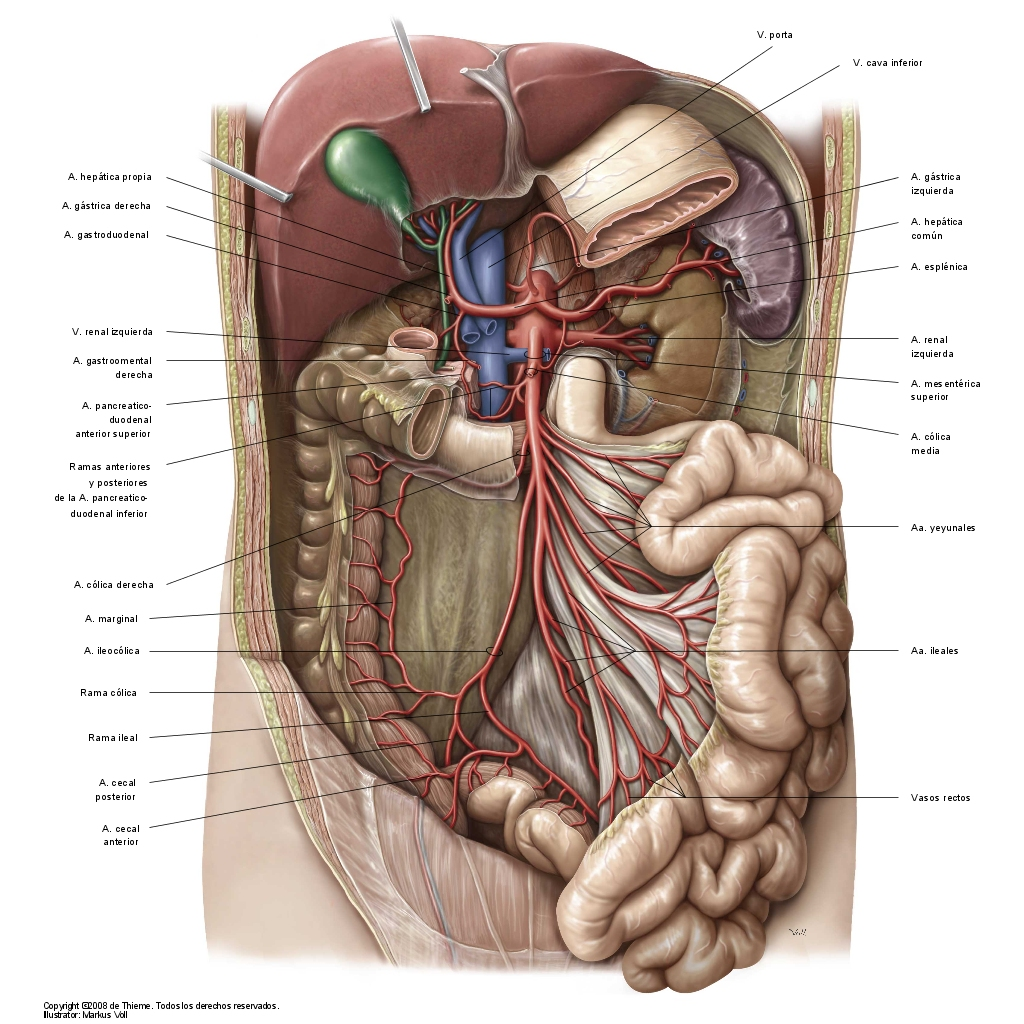 V. porta
V. cava inferior
A. hepática propia
A. gástrica derecha
A. gastroduodenal
V. renal izquierda
A. gastroomental
derecha
A. pancreatico-
duodenal
anterior superior
Ramas anteriores
y posteriores
de la A. pancreatico-
duodenal inferior
A. cólica derecha
A. marginal
A. ileocólica
Rama cólica
Rama ileal
A. cecal
posterior
A. cecal
anterior
A. gástrica
izquierda
A. hepática
común
A. esplénica
A. renal
izquierda
A. mesentérica
superior
A. cólica
media
Aa. yeyunales
Aa. ileales
Vasos rectos
Voll
Copyright ©2008 de Thieme. Todos los derechos reservados.
Illustrator: Markus Voll